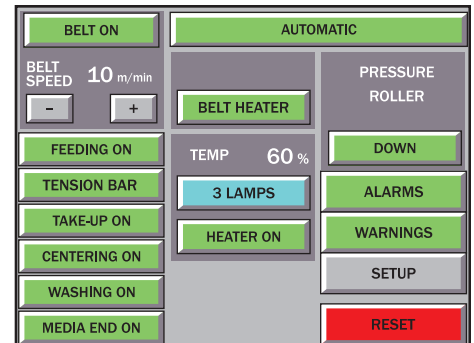 BELT ON
AUTOMATIC
BELT
SPEED 10 m/min
- +
BELT HEATER
PRESSURE
ROLLER
DOWN
FEEDING ON
TENSION BAR
TAKE-UP ON
CENTERING ON
WASHING ON
MEDIA END ON
TEMP 60 %
3 LAMPS
HEATER ON
ALARMS
WARNINGS
SETUP
RESET